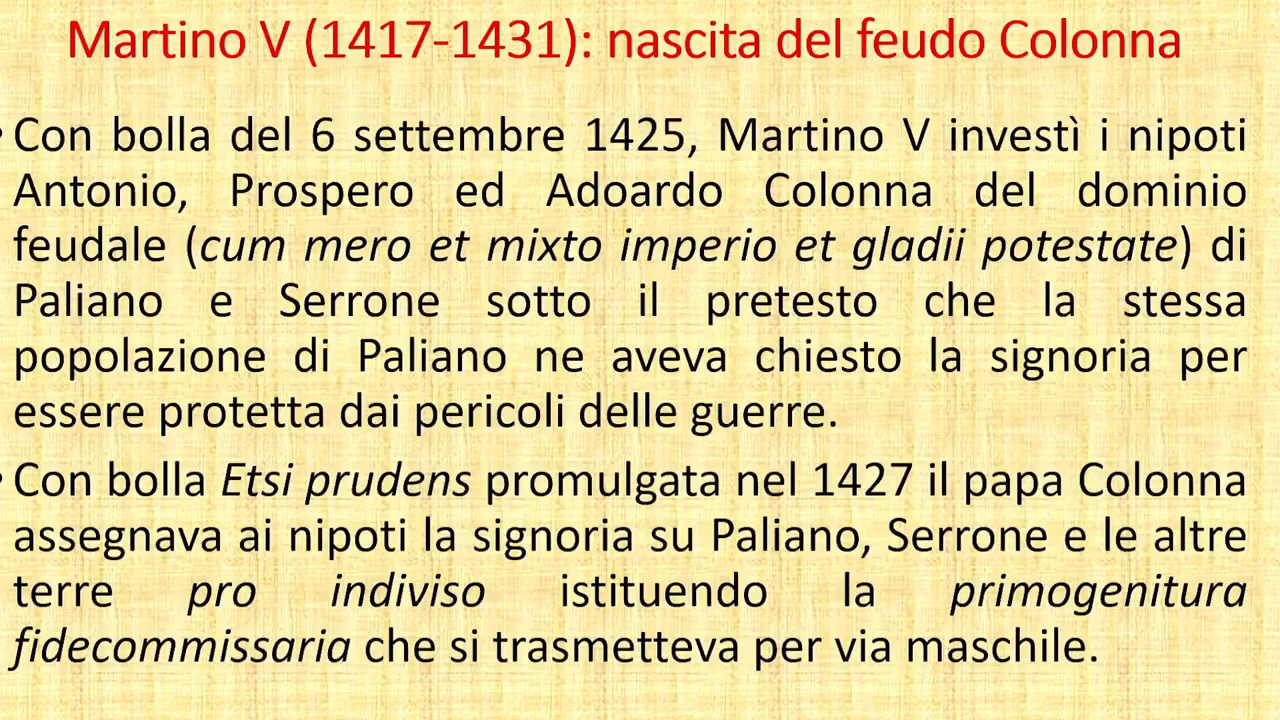 Martino V (1417-1431): nascita del feudo Colonna
• Con bolla del 6 settembre 1425, Martino V investì i nipoti
Antonio, Prospero ed Adoardo Colonna del dominio
feudale (cum mero et mixto imperio et gladii potestate) di
Paliano e Serrone sotto il pretesto che la stessa
popolazione di Paliano ne aveva chiesto la signoria per
essere protetta dai pericoli delle guerre.
• Con bolla Etsi prudens promulgata nel 1427 il papa Colonna
assegnava ai nipoti la signoria su Paliano, Serrone e le altre
terre pro indiviso istituendo la primogenitura
fidecommissaria che si trasmetteva per via maschile.